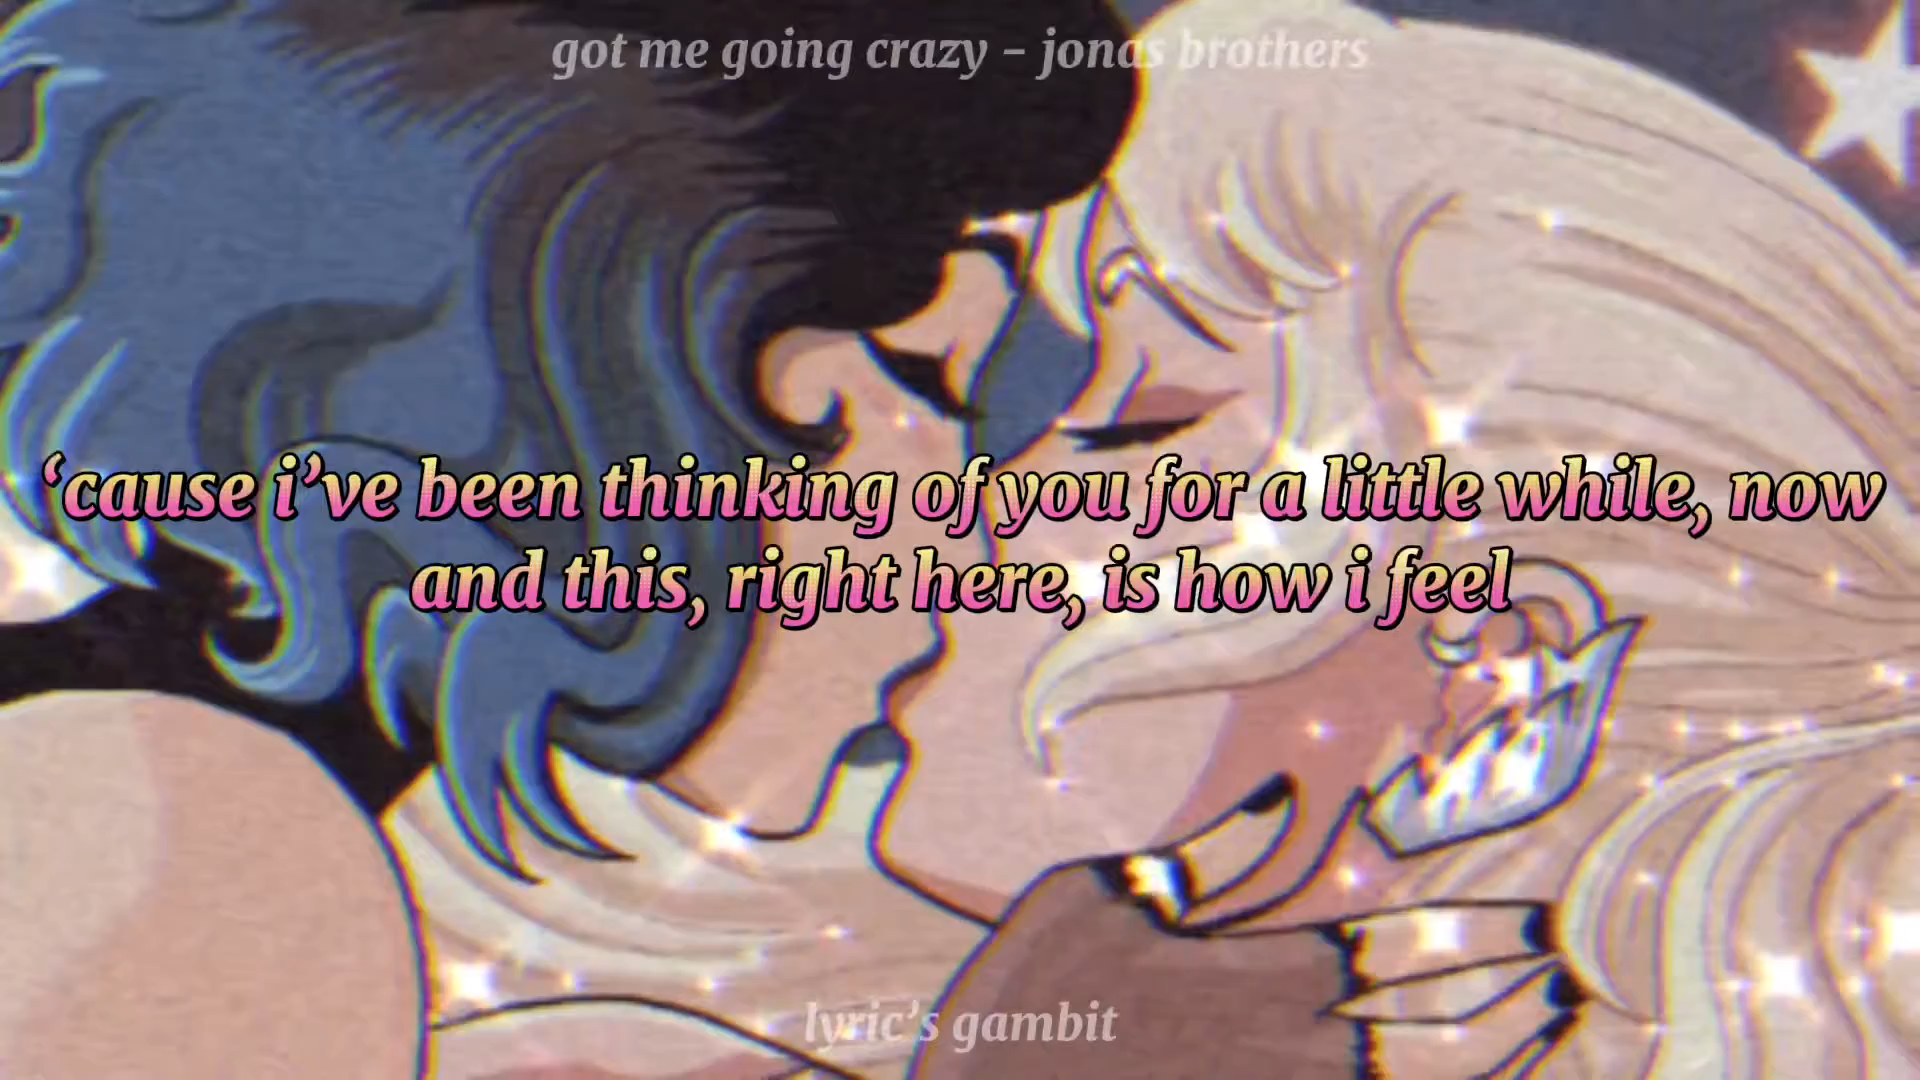 got me going crazy – jonas brothers
‘cause i’ve been thinking of you for a little while, now
and this, right here, is how i feel
lyric’s gambit